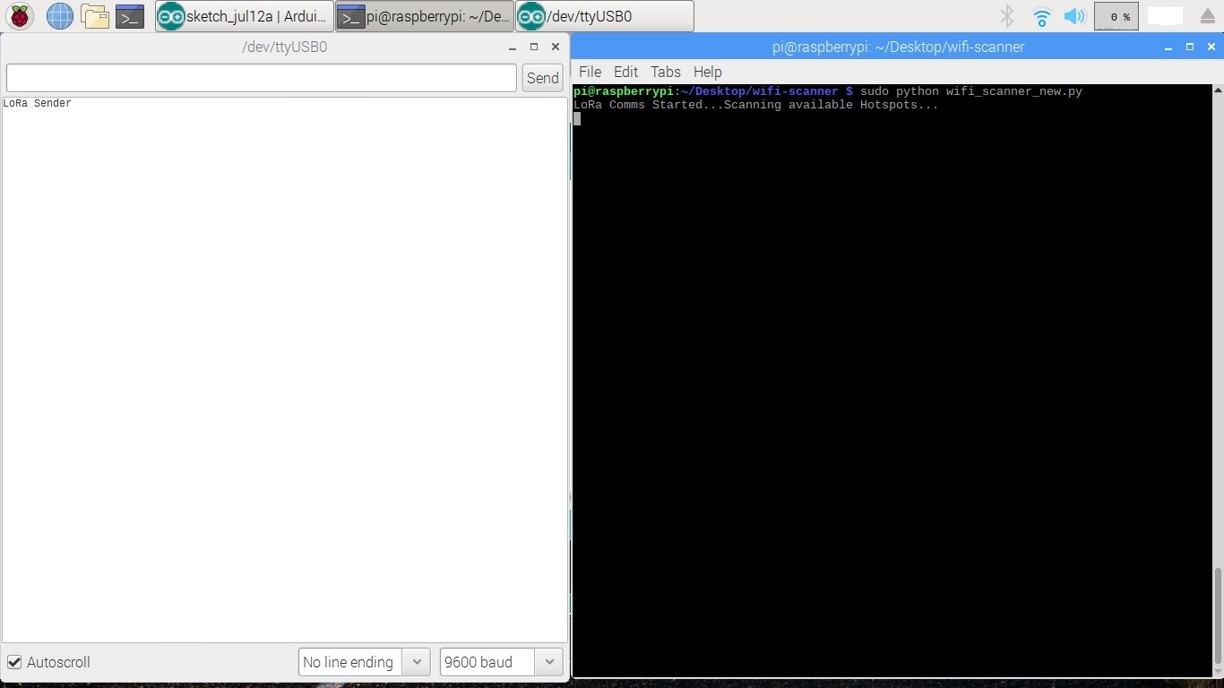 sketch_jul12a | Ardui...
pi@raspberrypi: ~/De...
/dev/ttyUSB0
0 %
/dev/ttyUSB0
Send
LoRa Sender
Autoscroll
No line ending
9600 baud
pi@raspberrypi: ~/Desktop/wifi-scanner
File Edit Tabs Help
pi@raspberrypi:~/Desktop/wifi-scanner $ sudo python wifi_scanner_new.py
LoRa Comms Started...Scanning available Hotspots...